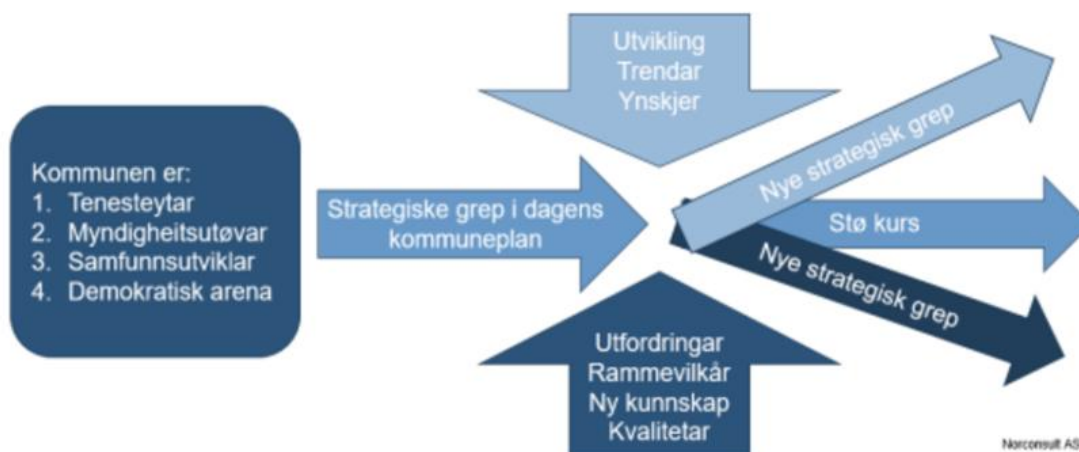 Kommunen er:
1. Tenesteytar
2. Myndigheitsutøvar
3. Samfunnsutviklar
4. Demokratisk arena
Strategiske grep i dagens
kommuneplan
Utvikling
Trendar
Ynskjer
Utfordringar
Rammevilkår
Ny kunnskap
Kvalitetar
Nye strategisk grep
Stø kurs
Nye strategisk grep
Norconsult AS